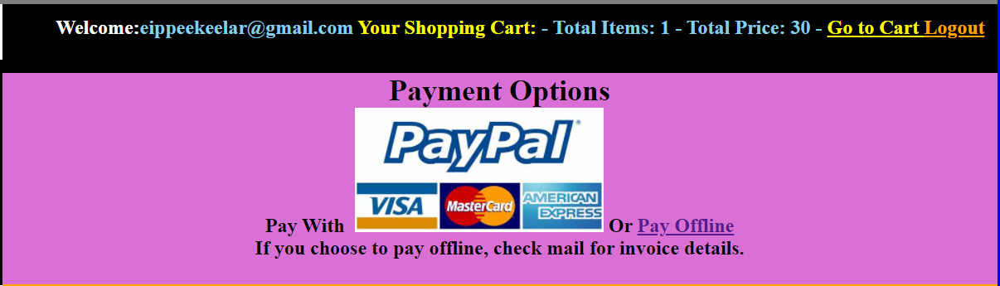 Welcome:eippeekeelar@gmail.com Your Shopping Cart: - Total Items: 1 - Total Price: 30 - Go to Cart Logout
Payment Options
PayPal
VISA MasterCard AMERICAN EXPRESS
Pay With Or Pay Offline
If you choose to pay offline, check mail for invoice details.